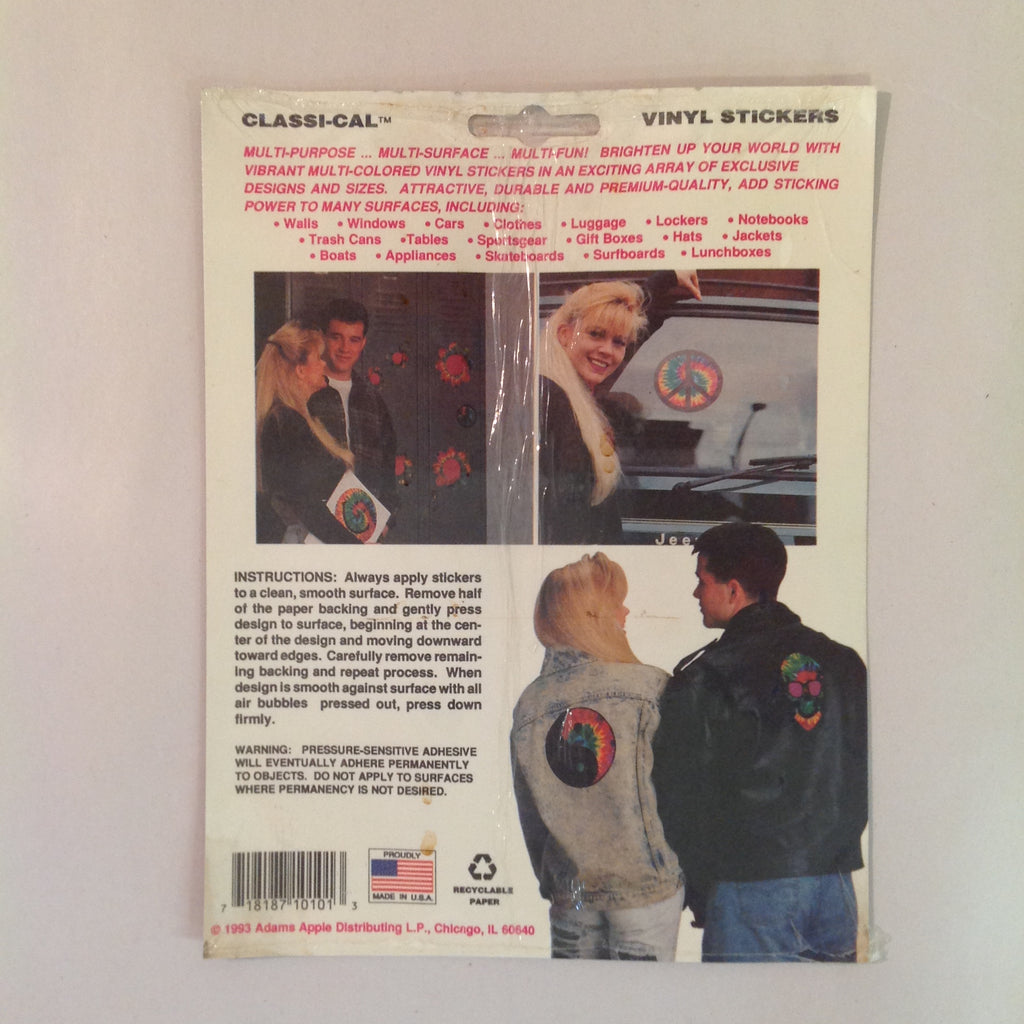 CLASSI-CAL™ VINYL STICKERS
MULTI-PURPOSE ... MULTI-SURFACE ... MULTI-FUN! BRIGHTEN UP YOUR WORLD WITH
VIBRANT MULTI-COLORED VINYL STICKERS IN AN EXCITING ARRAY OF EXCLUSIVE
DESIGNS AND SIZES. ATTRACTIVE, DURABLE AND PREMIUM-QUALITY, ADD STICKING
POWER TO MANY SURFACES, INCLUDING:
• Walls • Windows • Cars • Clothes • Luggage • Lockers • Notebooks
• Trash Cans • Tables • Sportsgear • Gift Boxes • Hats • Jackets
• Boats • Appliances • Skateboards • Surfboards • Lunchboxes
Jee
INSTRUCTIONS: Always apply stickers
to a clean, smooth surface. Remove half
of the paper backing and gently press
design to surface, beginning at the cen-
ter of the design and moving downward
toward edges. Carefully remove remain-
ing backing and repeat process. When
design is smooth against surface with all
air bubbles pressed out, press down
firmly.
WARNING: PRESSURE-SENSITIVE ADHESIVE
WILL EVENTUALLY ADHERE PERMANENTLY
TO OBJECTS. DO NOT APPLY TO SURFACES
WHERE PERMANENCY IS NOT DESIRED.
7 18187 10101 3
PROUDLY
MADE IN U.S.A.
RECYCLABLE
PAPER
© 1993 Adams Apple Distributing L.P., Chicago, IL 60640